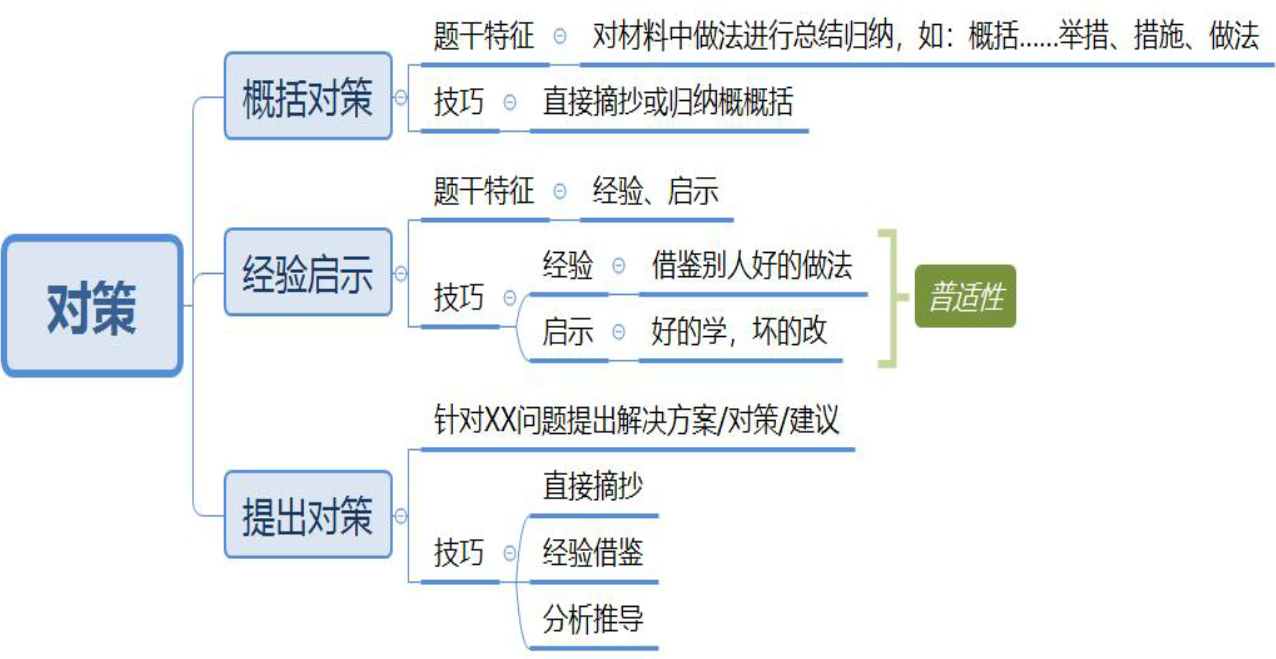 对策
概括对策
题干特征
对材料中做法进行总结归纳，如：概括......举措、措施、做法
技巧
直接摘抄或归纳概概括
经验启示
题干特征
经验、启示
技巧
经验
借鉴别人好的做法
启示
好的学，坏的改
普适性
提出对策
针对XX问题提出解决方案/对策/建议
技巧
直接摘抄
经验借鉴
分析推导